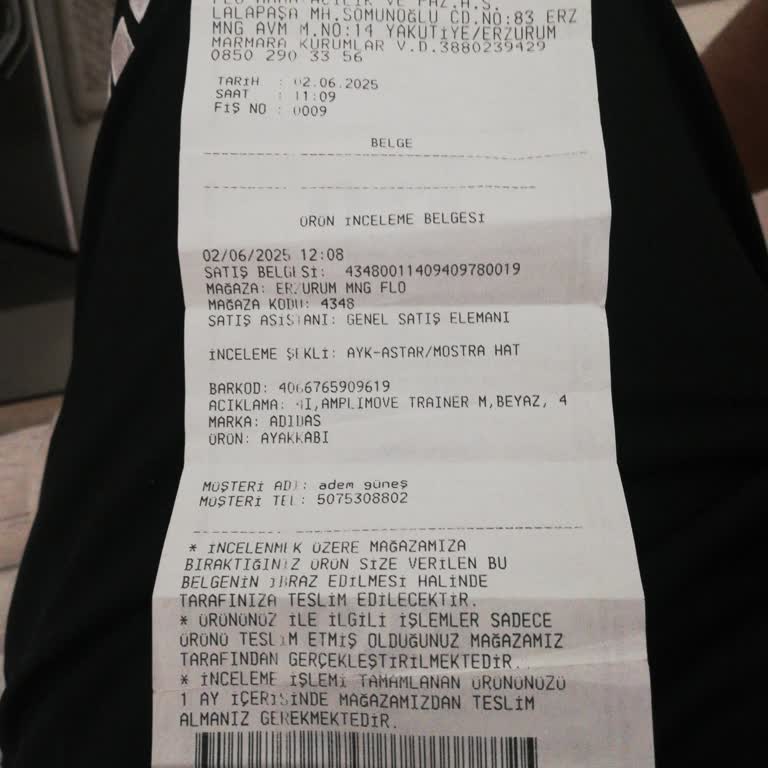 LALAPAŞA MH.SOMUNOĞLU CD.NO:83 ERZ
MNG AVM M.NO:14 YAKUTİYE/ERZURUM
MARMARA KURUMLAR V.D.3880239429
0850 290 33 56
TARİH : 02.06.2025
SAAT : 11:09
FİŞ NO : 0009
BELGE
ÜRÜN İNCELEME BELGESİ
02/06/2025 12:08
SATIŞ BELGESİ: 43480011409409780019
MAĞAZA: ERZURUM MNG FLO
MAĞAZA KODU: 4348
SATIŞ ASİSTANI: GENEL SATIŞ ELEMANI
İNCELEME ŞEKLİ: AYK-ASTAR/MOSTRA HAT
BARKOD: 4066765909619
ACIKLAMA: 41,AMPLIMOVE TRAINER M,BEYAZ, 4
MARKA: ADIDAS
ÜRÜN: AYAKKABI
MÜŞTERİ ADI: adem güneş
MÜŞTERİ TEL: 5075308802
* İNCELENMEK ÜZERE MAĞAZAMIZA
BIRAKTIĞINIZ ÜRÜN SİZE VERİLEN BU
BELGENİN İBRAZ EDİLMESİ HALİNDE
TARAFINIZA TESLİM EDİLECEKTİR.
* ÜRÜNÜNÜZ İLE İLGİLİ İŞLEMLER SADECE
ÜRÜNÜ TESLİM ETMİŞ OLDUĞUNUZ MAĞAZAMIZ
TARAFINDAN GERÇEKLEŞTİRİLMEKTEDİR.
* İNCELEME İŞLEMİ TAMAMLANAN ÜRÜNÜNÜZÜ
1 AY İÇERİSİNDE MAĞAZAMIZDAN TESLİM
ALMANIZ GEREKMEKTEDİR.